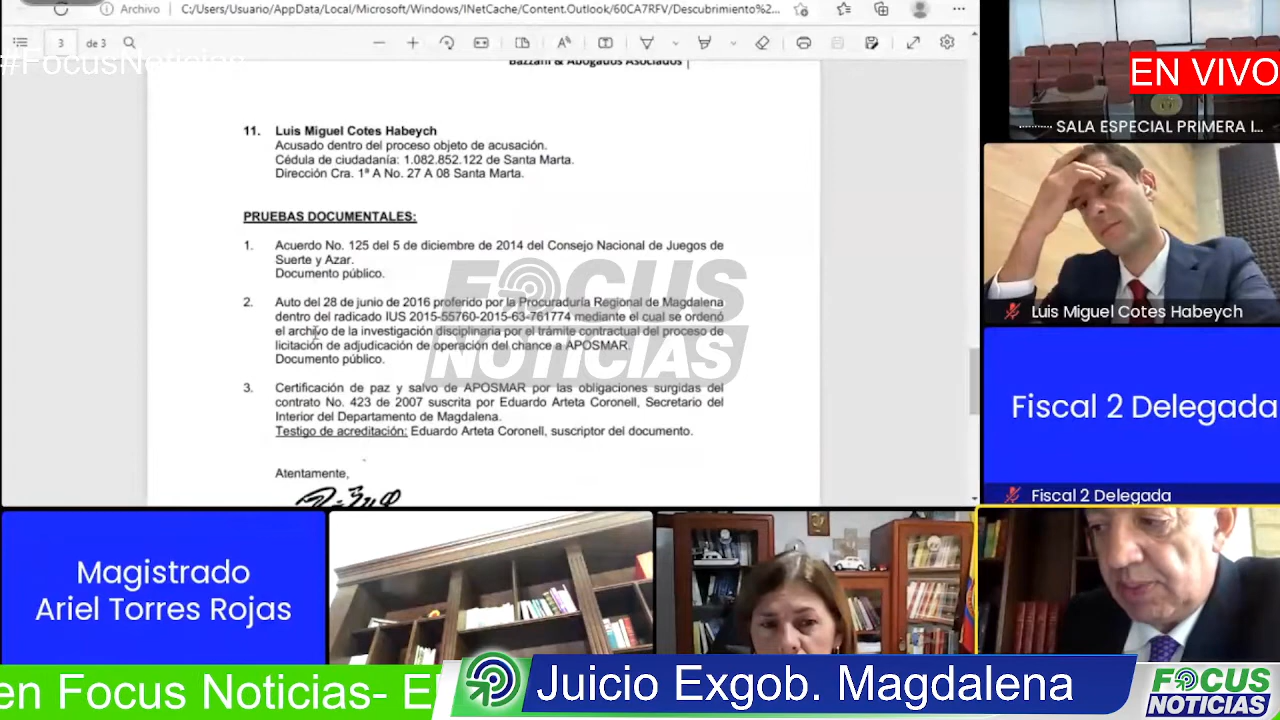 Archivo
C:/Users/Usuario/AppData/Local/Microsoft/Windows/INetCache/Content.Outlook/60CA7RFV/Descubrimiento%2...
3 de 3
#FocusNoticias
Bazzani & Abogados Asociados
11. Luis Miguel Cotes Habeych
Acusado dentro del proceso objeto de acusación.
Cédula de ciudadanía: 1.082.852.122 de Santa Marta.
Dirección Cra. 1ª A No. 27 A 08 Santa Marta.
PRUEBAS DOCUMENTALES:
1. Acuerdo No. 125 del 5 de diciembre de 2014 del Consejo Nacional de Juegos de
Suerte y Azar.
Documento público.
2. Auto del 28 de junio de 2016 proferido por la Procuraduría Regional de Magdalena
dentro del radicado IUS 2015-55760-2015-63-761774 mediante el cual se ordenó
el archivo de la investigación disciplinaria por el trámite contractual del proceso de
licitación de adjudicación de operación del chance a APOSMAR.
Documento público.
3. Certificación de paz y salvo de APOSMAR por las obligaciones surgidas del
contrato No. 423 de 2007 suscrita por Eduardo Arteta Coronell, Secretario del
Interior del Departamento de Magdalena.
Testigo de acreditación: Eduardo Arteta Coronell, suscriptor del documento.
Atentamente,
FOCUS
NOTICIAS
EN VIVO
SALA ESPECIAL PRIMERA I...
Luis Miguel Cotes Habeych
Fiscal 2 Delegada
Fiscal 2 Delegada
Magistrado
Ariel Torres Rojas
en Focus Noticias- E
Juicio Exgob. Magdalena
FOCUS
NOTICIAS